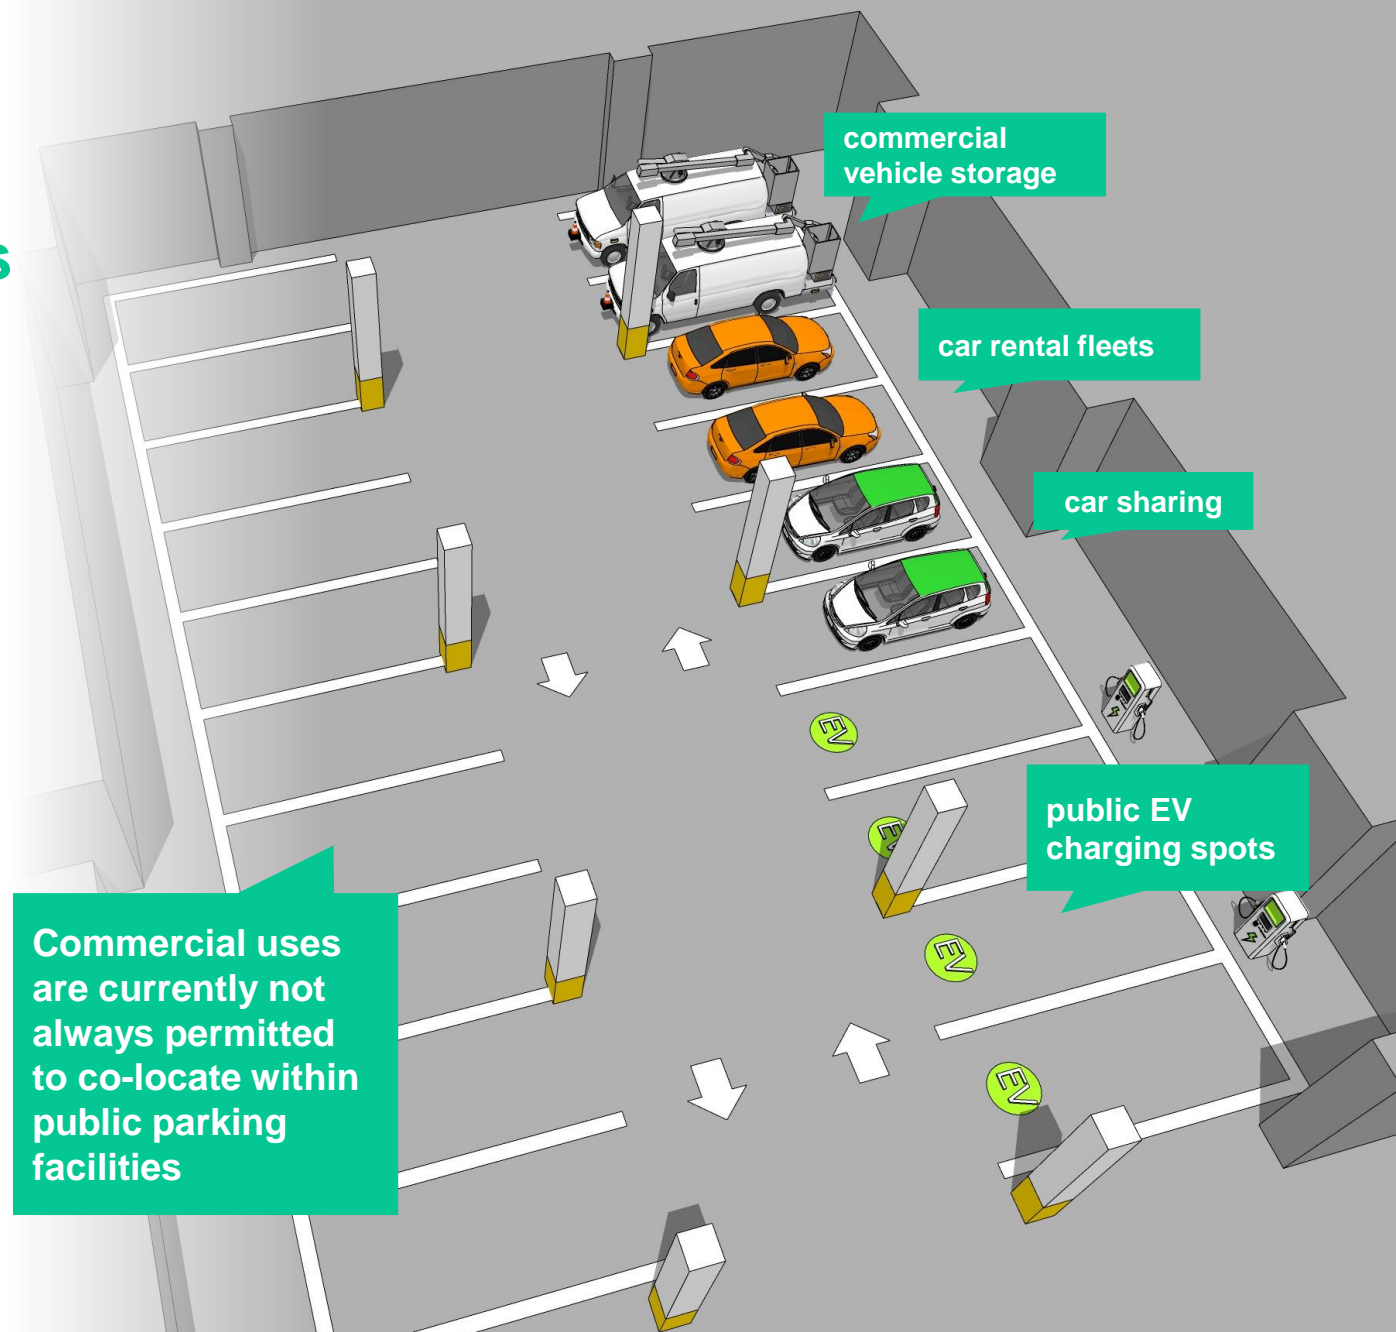 s
commercial
vehicle storage
car rental fleets
car sharing
EV
public EV
charging spots
EV
EV
EV
Commercial uses
are currently not
always permitted
to co-locate within
public parking
facilities